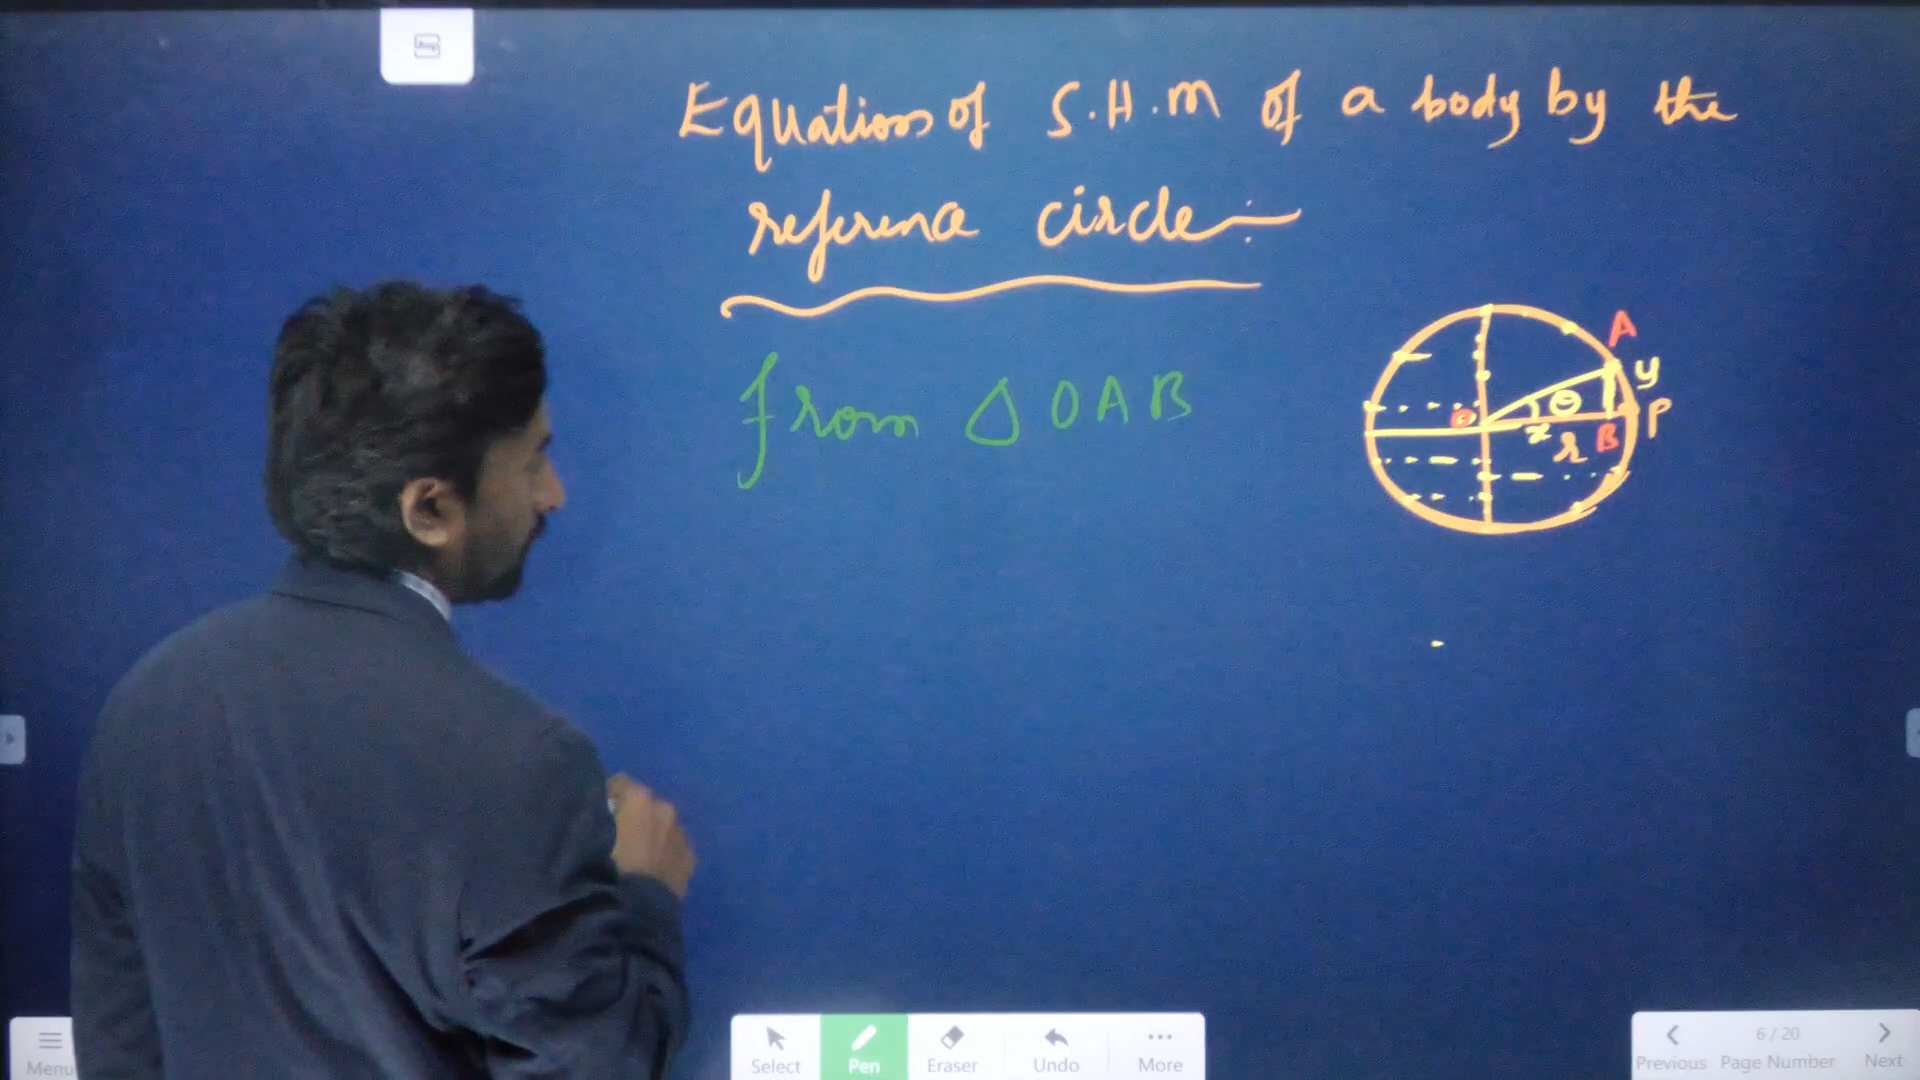 Equations of S.H.M of a body by the
reference circle:-
from Δ OAB
A
y
θ
P
O
x
r
B
Menu
Select
Pen
Eraser
Undo
More
6 / 20
Previous
Page Number
Next